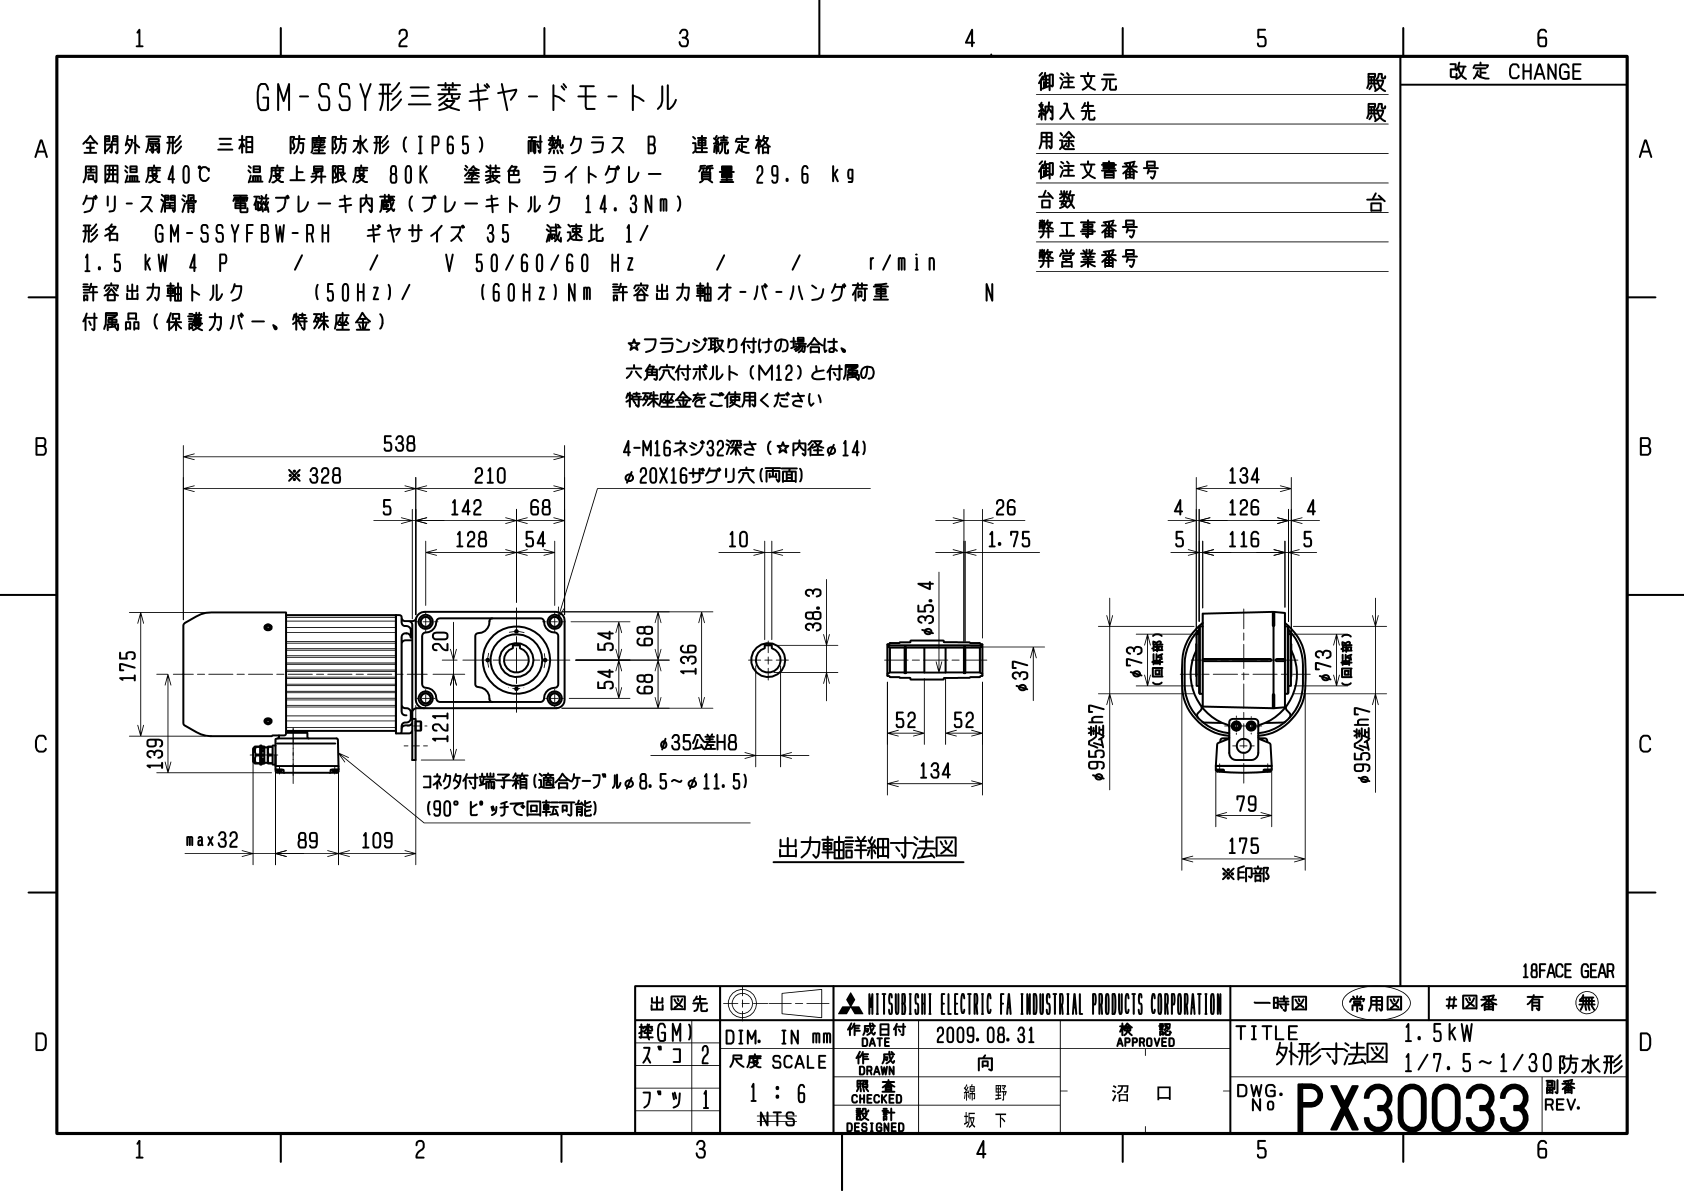 1 2 3 4 5 6
改定 CHANGE
GM-SSY形三菱ギヤードモートル
全閉外扇形 三相 防塵防水形(IP65) 耐熱クラス B 連続定格
周囲温度40℃ 温度上昇限度 80K 塗装色 ライトグレー 質量 29.6 kg
グリース潤滑 電磁ブレーキ内蔵(ブレーキトルク 14.3Nm)
形名 GM-SSYFBW-RH ギヤサイズ 35 減速比 1/
1.5 kW 4 P / / V 50/60/60 Hz / / r/min
許容出力軸トルク (50Hz)/ (60Hz)Nm 許容出力軸オーバーハング荷重 N
付属品(保護カバー、特殊座金)
御注文元 殿
納入先 殿
用途
御注文書番号
台数 台
弊工事番号
弊営業番号
A A
B B
C C
D D
☆フランジ取り付けの場合は、
六角穴付ボルト(M12)と付属の
特殊座金をご使用ください
4-M16ネジ32深さ(☆内径φ14)
φ20X16ザグリ穴(両面)
538
※328 210
5 142 68
128 54
175
139
20
121
54
54
68
68
136
max32 89 109
コネクタ付端子箱(適合ケーブルφ8.5~φ11.5)
(90°ピッチで回転可能)
10
38.3
φ35公差H8
26
1.75
φ35.4
φ37
52 52
134
出力軸詳細寸法図
134
4 126 4
5 116 5
φ73
(回転部)
φ73
(回転部)
φ95公差h7
φ95公差h7
79
175
※印部
18FACE GEAR
出図先
控GM)
スﾞコ 2
フﾞツ 1
DIM. IN mm
尺度 SCALE
1 : 6
NTS
MITSUBISHI ELECTRIC FA INDUSTRIAL PRODUCTS CORPORATION
作成日付
DATE
2009.08.31
検 認
APPROVED
作 成
DRAWN
向
照 査
CHECKED
綿 野
沼 口
設 計
DESIGNED
坂 下
一時図 常用図 #図番 有 無
TITLE 1.5kW
外形寸法図 1/7.5~1/30防水形
DWG.
No
PX30033
副番
REV.
1 2 3 4 5 6